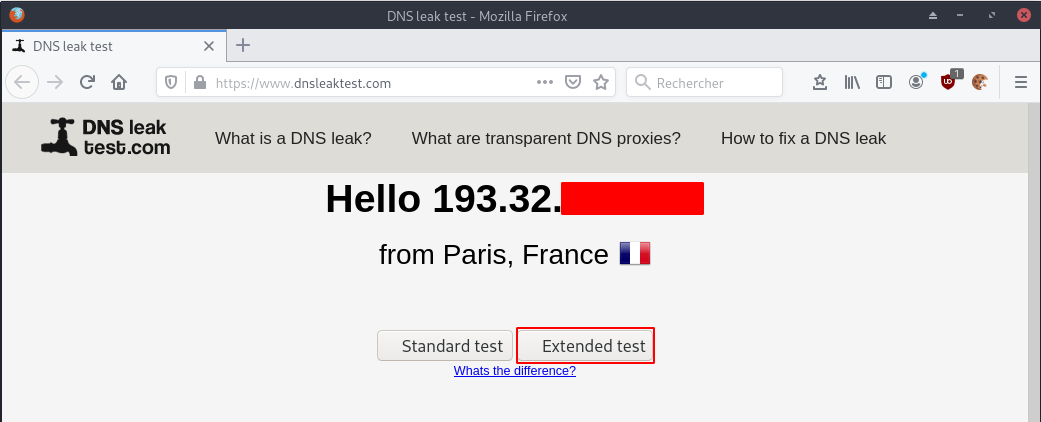 DNS leak test - Mozilla Firefox
DNS leak test
https://www.dnsleaktest.com
Rechercher
1
DNS leak
test.com
What is a DNS leak? What are transparent DNS proxies? How to fix a DNS leak
Hello 193.32.
from Paris, France
Standard test Extended test
Whats the difference?